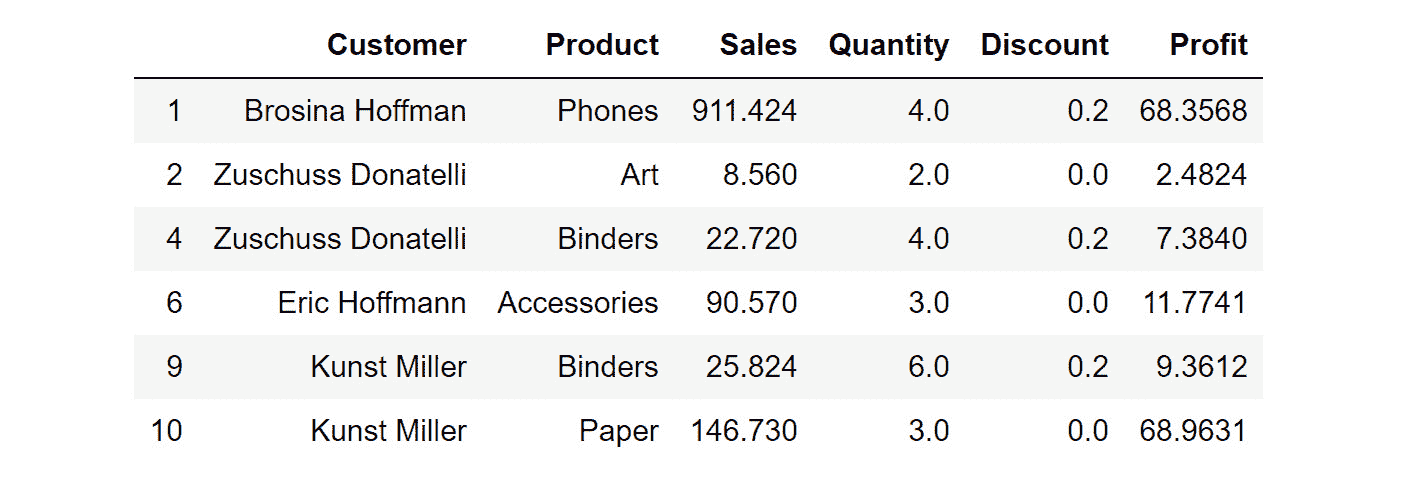 Customer Product Sales Quantity Discount Profit
1 Brosina Hoffman Phones 911.424 4.0 0.2 68.3568
2 Zuschuss Donatelli Art 8.560 2.0 0.0 2.4824
4 Zuschuss Donatelli Binders 22.720 4.0 0.2 7.3840
6 Eric Hoffmann Accessories 90.570 3.0 0.0 11.7741
9 Kunst Miller Binders 25.824 6.0 0.2 9.3612
10 Kunst Miller Paper 146.730 3.0 0.0 68.9631